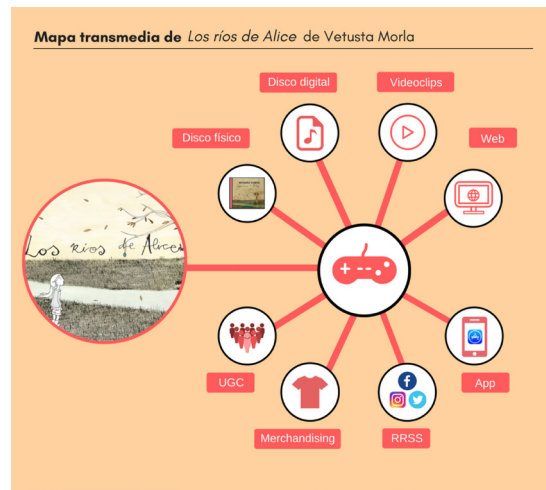 Mapa transmedia de Los ríos de Alice de Vetusta Morla
Disco digital
Videoclips
Disco físico
Web
Los ríos de Alice
UGC
App
Merchandising
RRSS